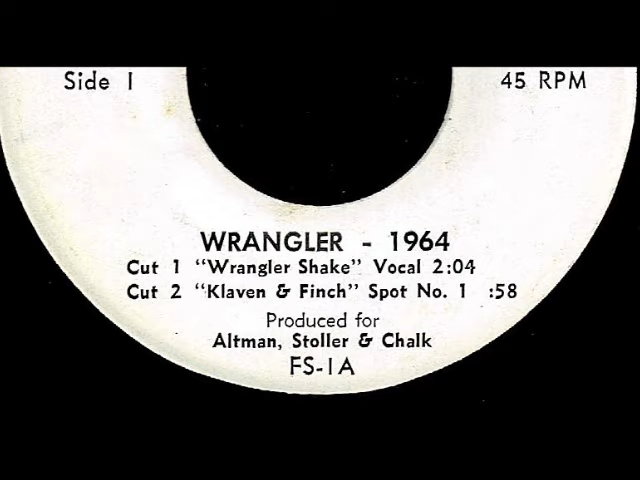 Side 1 45 RPM
WRANGLER - 1964
Cut 1 "Wrangler Shake" Vocal 2:04
Cut 2 "Klaven & Finch" Spot No. 1 :58
Produced for
Altman, Stoller & Chalk
FS-1A